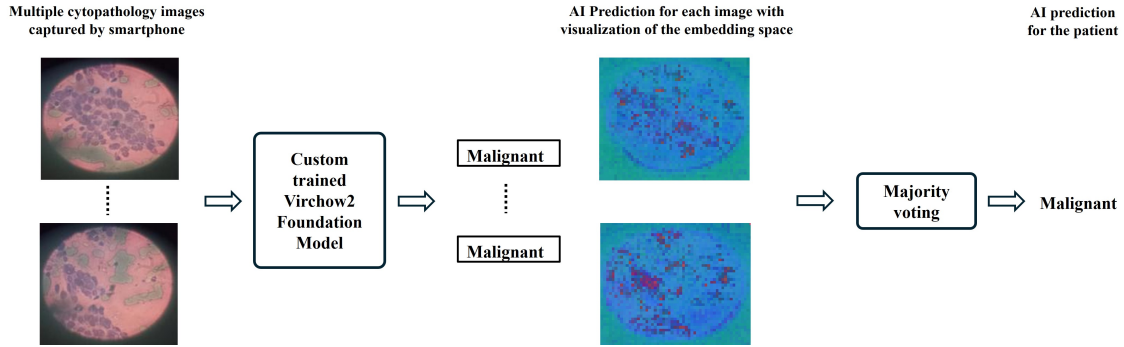 Multiple cytopathology images
captured by smartphone
AI Prediction for each image with
visualization of the embedding space
AI prediction
for the patient
Custom
trained
Virchow2
Foundation
Model
Malignant
Malignant
Majority
voting
Malignant